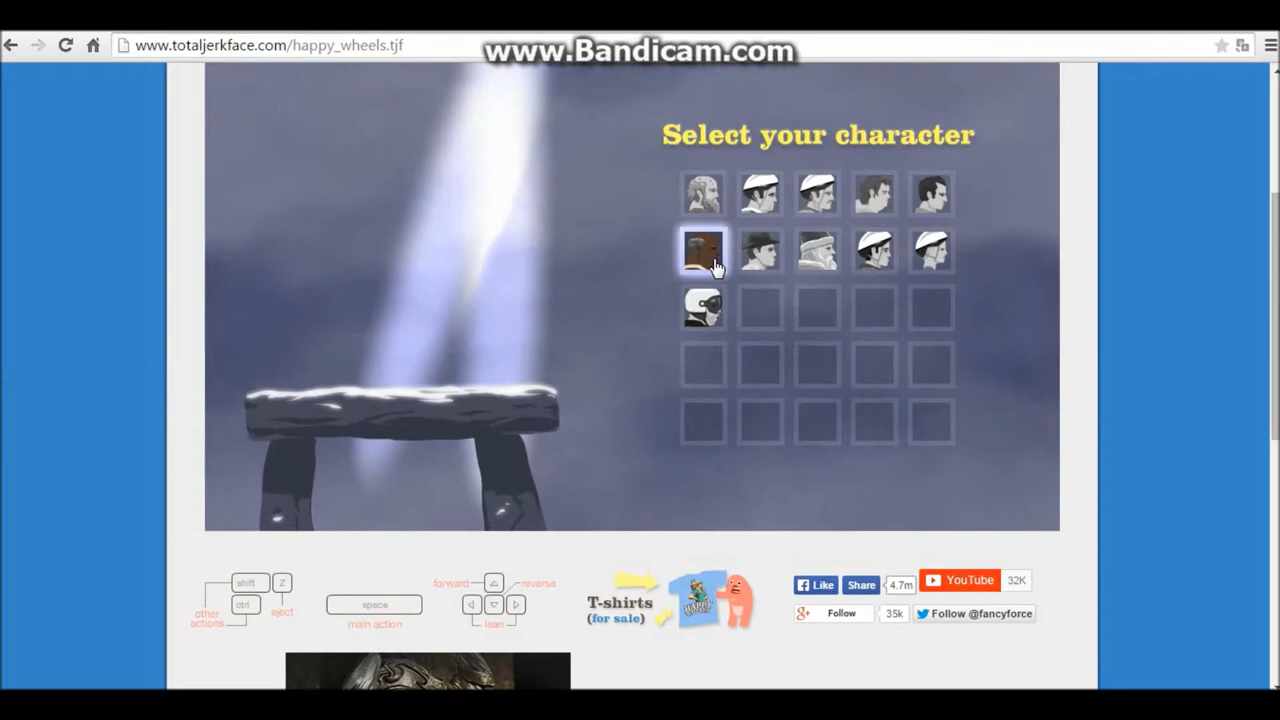 www.totaljerkface.com/happy_wheels.tjf
www.Bandicam.com
Select your character
shift
Z
ctrl
other
actions
eject
space
main action
forward
reverse
lean
T-shirts
(for sale)
Like
Share
4.7m
YouTube
32K
Follow
35k
Follow @fancyforce